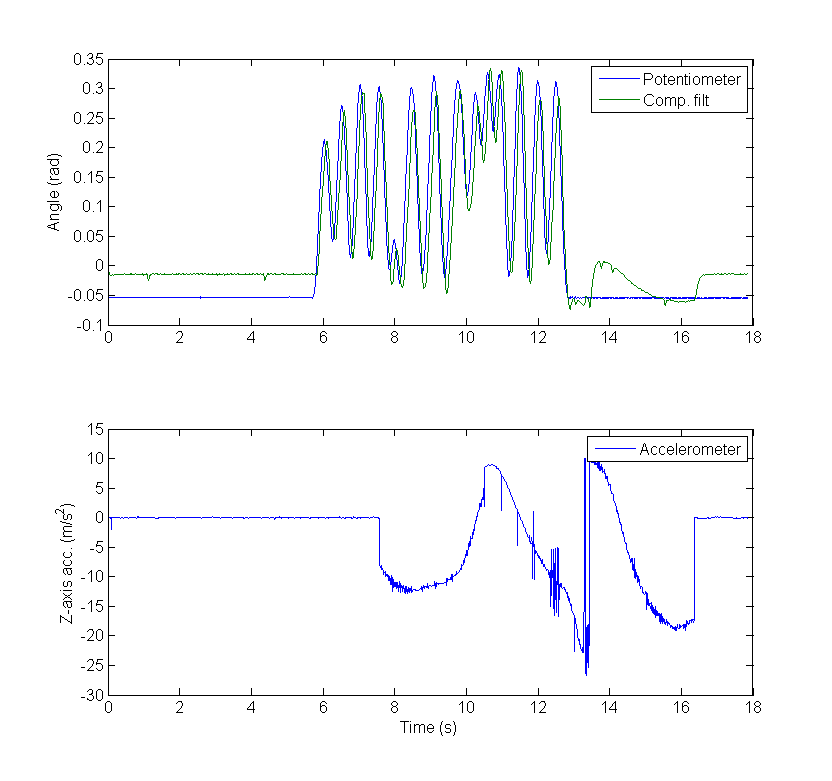 0.35
0.3
0.25
0.2
0.15
0.1
0.05
0
-0.05
-0.1
Angle (rad)
Potentiometer
Comp. filt
0 2 4 6 8 10 12 14 16 18
15
10
5
0
-5
-10
-15
-20
-25
-30
Z-axis acc. (m/s²)
Accelerometer
0 2 4 6 8 10 12 14 16 18
Time (s)